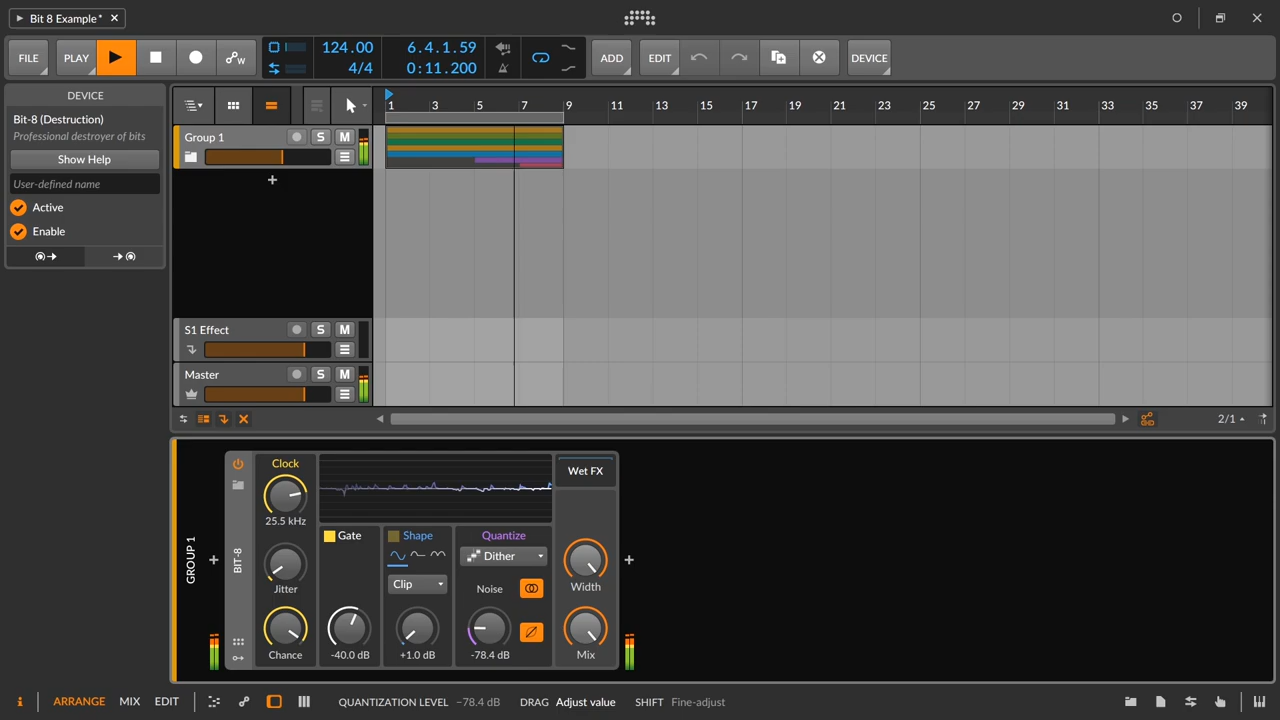 Bit 8 Example*
FILE
PLAY
124.00
4/4
6.4.1.59
0:11.200
ADD
EDIT
DEVICE
DEVICE
Bit-8 (Destruction)
Professional destroyer of bits
Show Help
User-defined name
Active
Enable
1 3 5 7 9 11 13 15 17 19 21 23 25 27 29 31 33 35 37 39
Group 1
S M
S1 Effect
S M
Master
S M
2/1
GROUP 1
BIT-8
Clock
25.5 kHz
Jitter
Chance
Gate
-40.0 dB
Shape
Clip
+1.0 dB
Quantize
Dither
Noise
-78.4 dB
Wet FX
Width
Mix
i
ARRANGE
MIX
EDIT
QUANTIZATION LEVEL −78.4 dB
DRAG Adjust value
SHIFT Fine-adjust